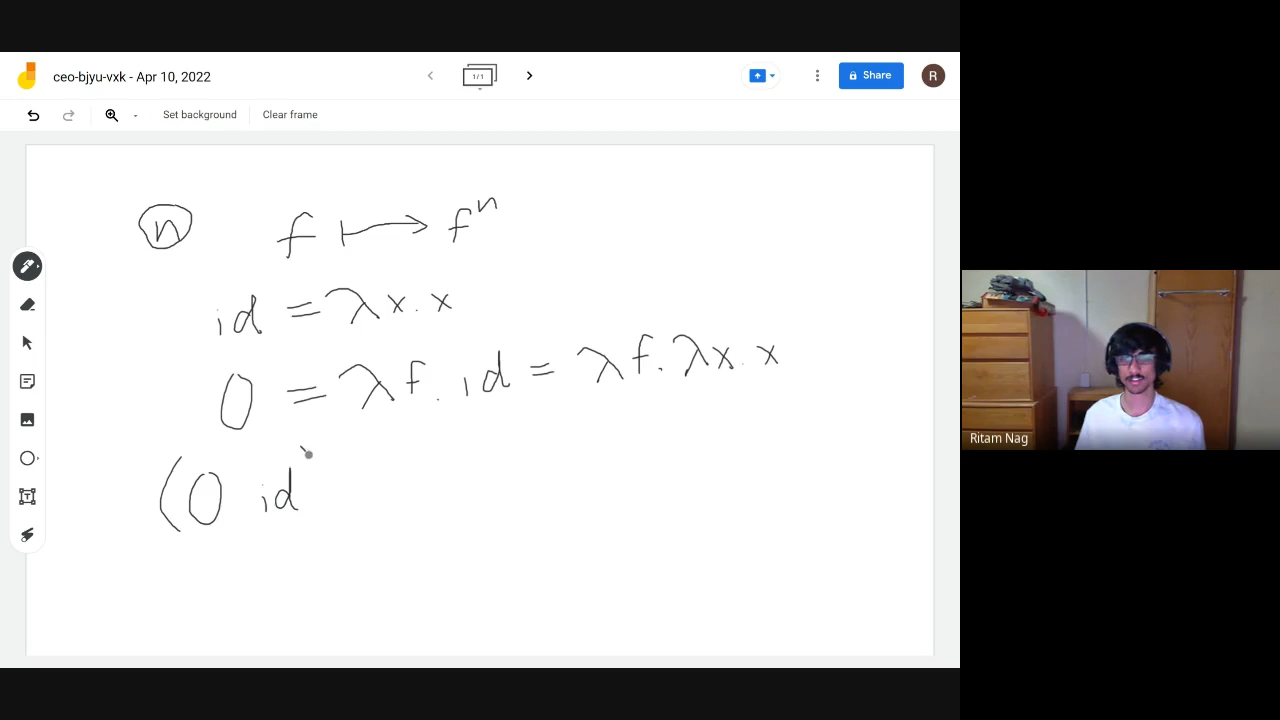 ceo-bjyu-vxk - Apr 10, 2022
1/1
Share
R
Set background
Clear frame
n f ⟼ fⁿ
id = λx.x
0 = λf.id = λf.λx.x
(0 id
Ritam Nag